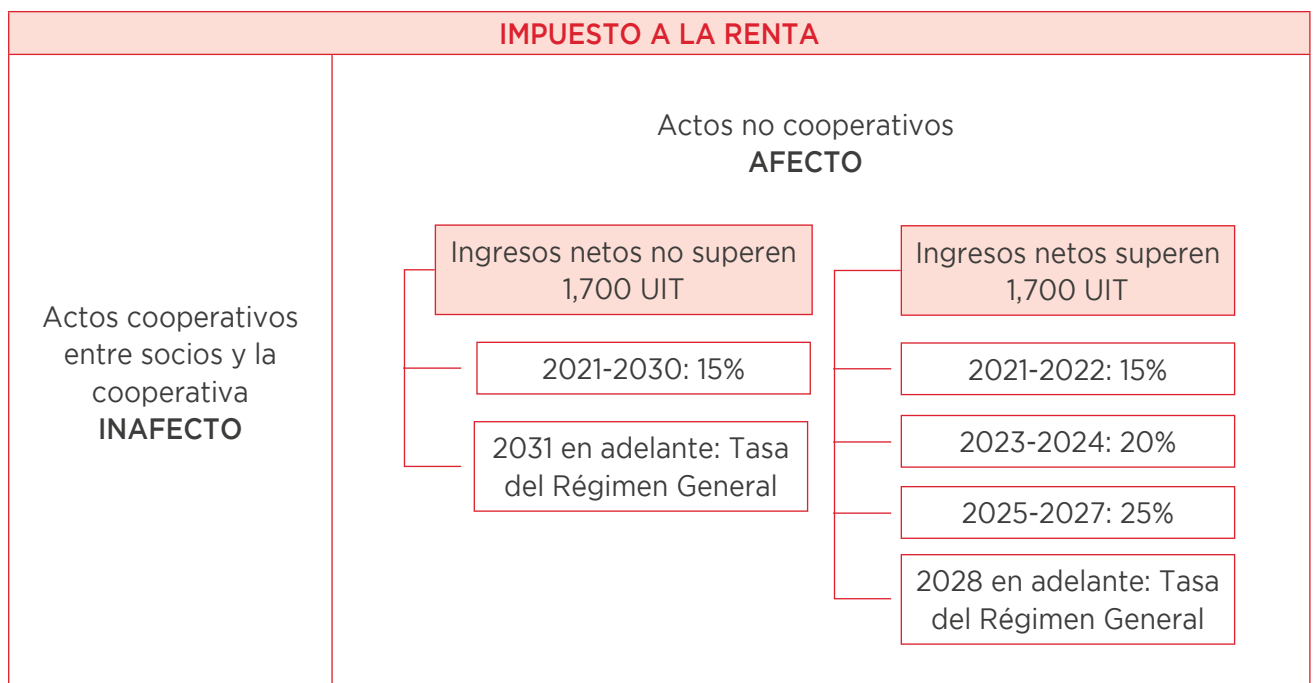 IMPUESTO A LA RENTA
Actos cooperativos
entre socios y la
cooperativa
INAFECTO
Actos no cooperativos
AFECTO
Ingresos netos no superen
1,700 UIT
2021-2030: 15%
2031 en adelante: Tasa
del Régimen General
Ingresos netos superen
1,700 UIT
2021-2022: 15%
2023-2024: 20%
2025-2027: 25%
2028 en adelante: Tasa
del Régimen General